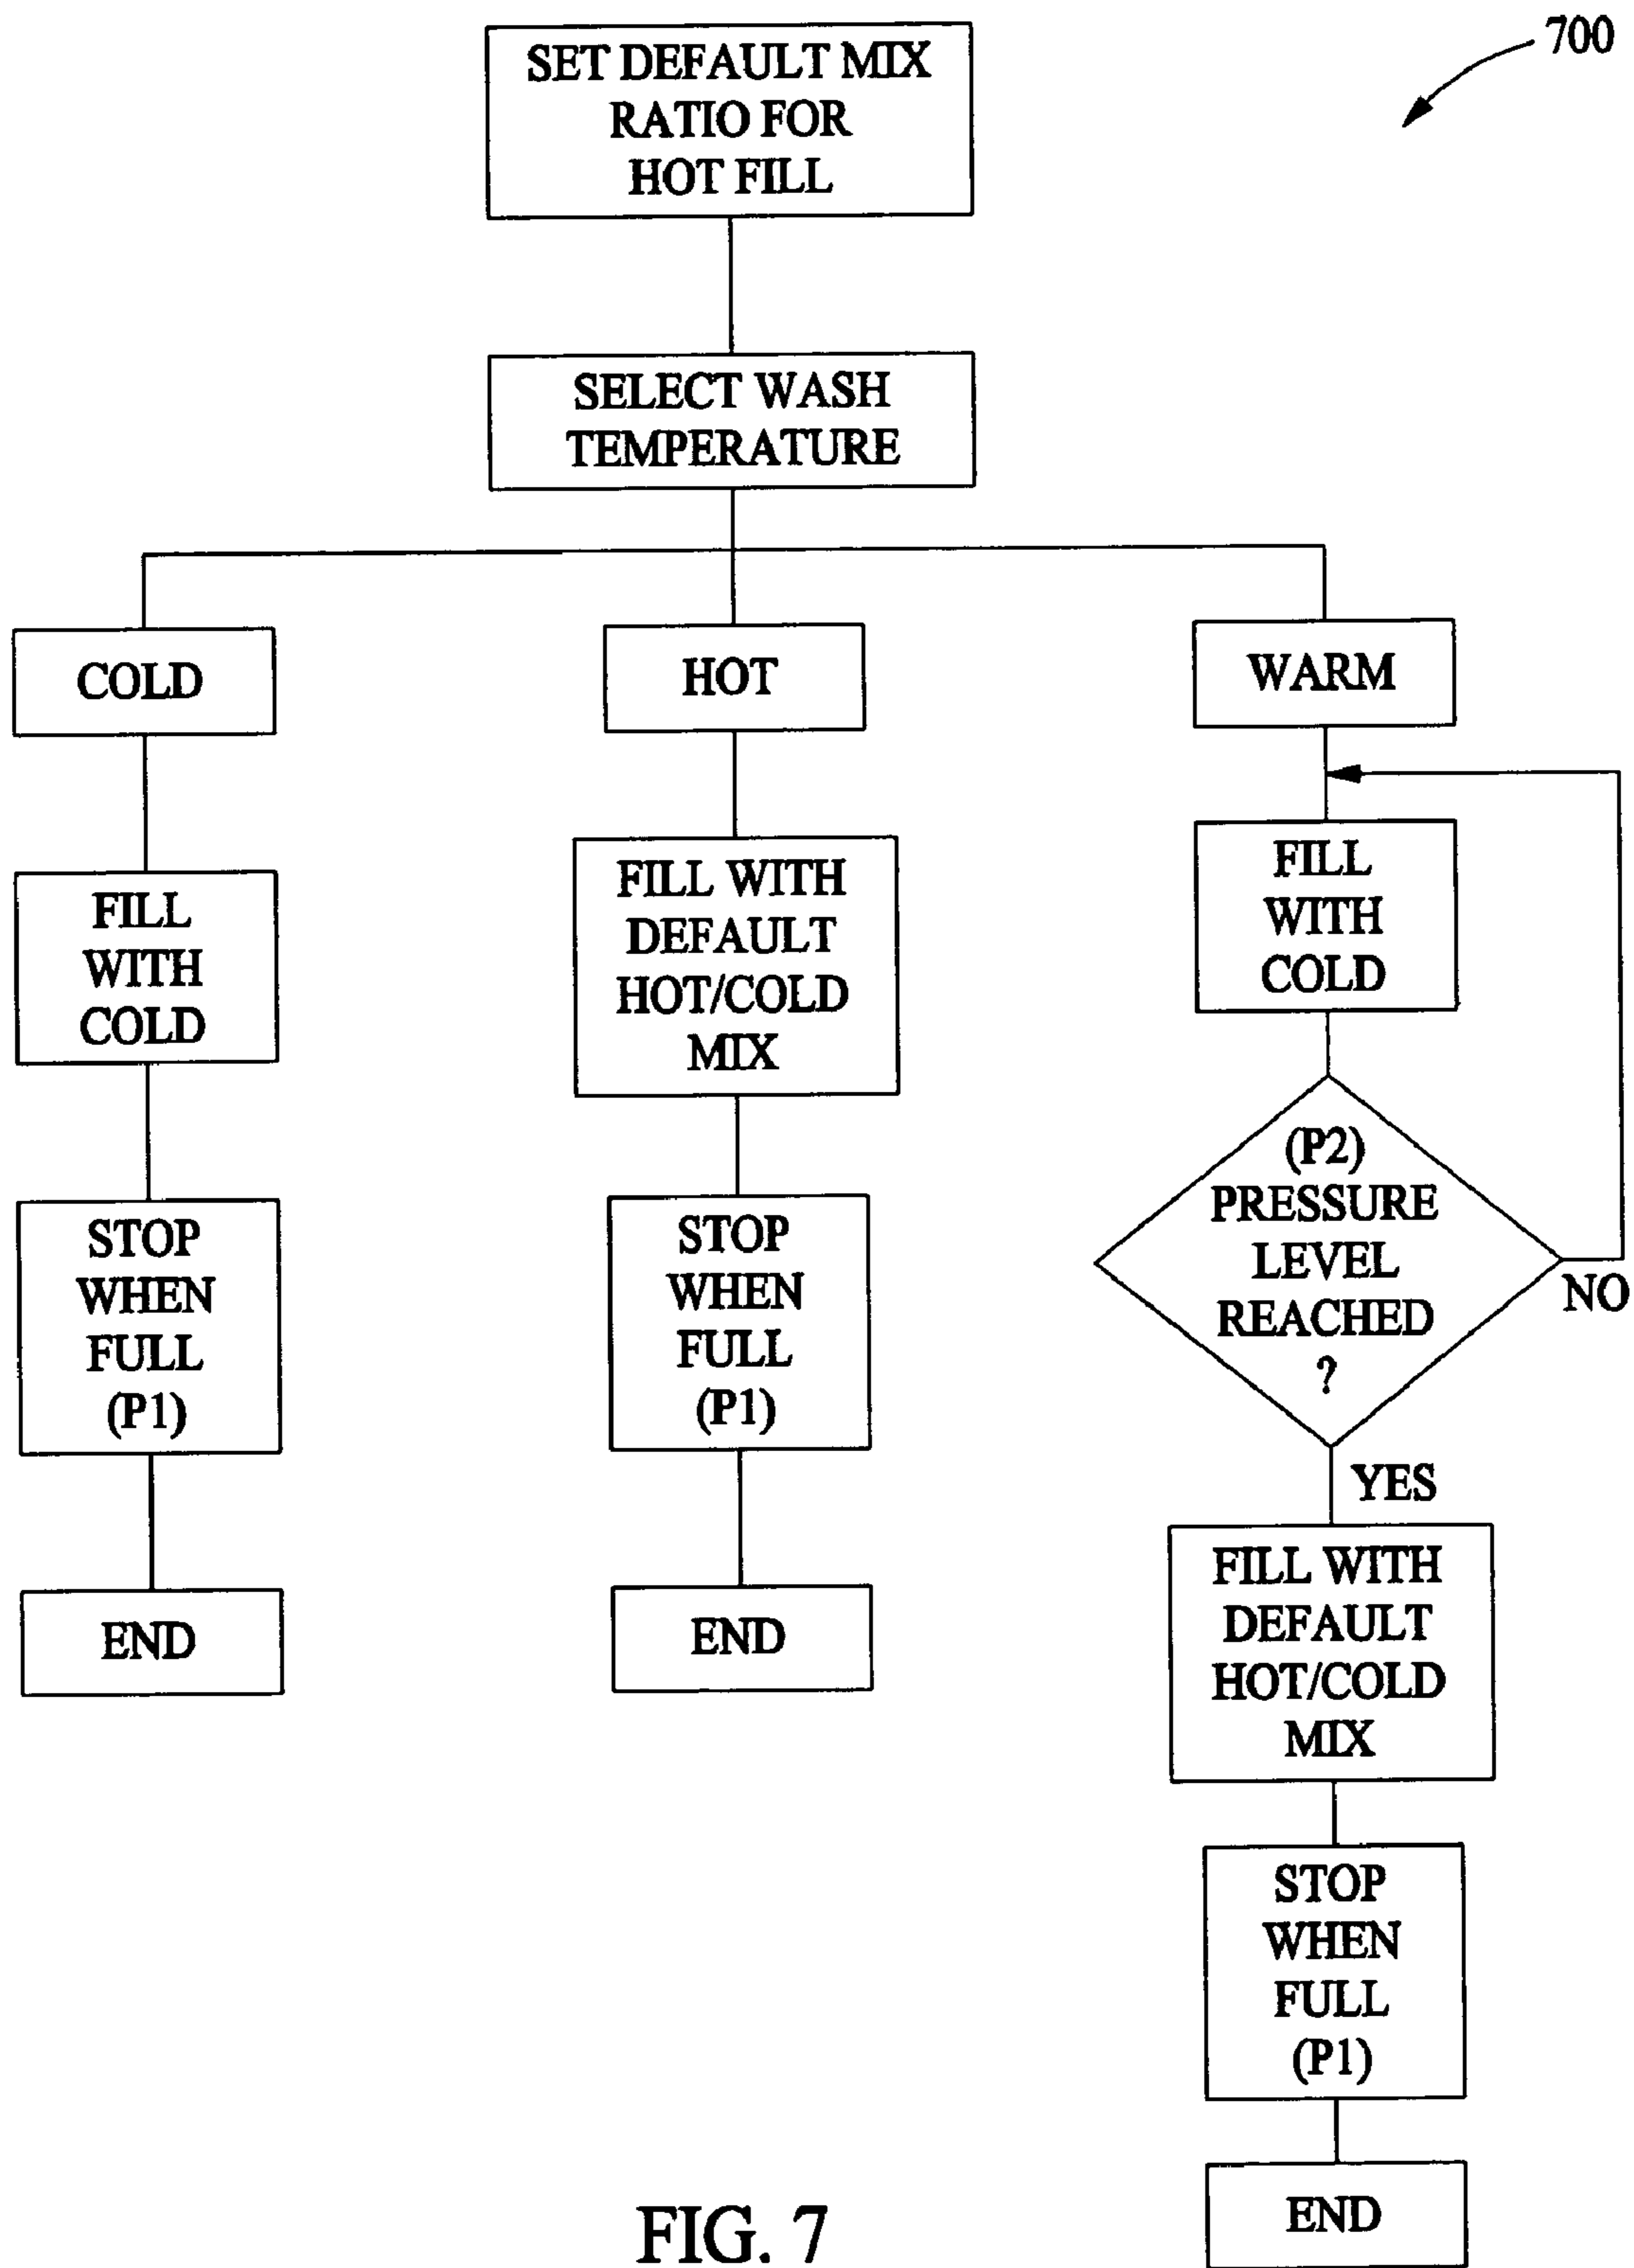 700
SET DEFAULT MIX
RATIO FOR
HOT FILL
SELECT WASH
TEMPERATURE
COLD
FILL
WITH
COLD
STOP
WHEN
FULL
(P1)
END
HOT
FILL WITH
DEFAULT
HOT/COLD
MIX
STOP
WHEN
FULL
(P1)
END
WARM
FILL
WITH
COLD
(P2)
PRESSURE
LEVEL
REACHED
?
NO
YES
FILL WITH
DEFAULT
HOT/COLD
MIX
STOP
WHEN
FULL
(P1)
END
FIG. 7